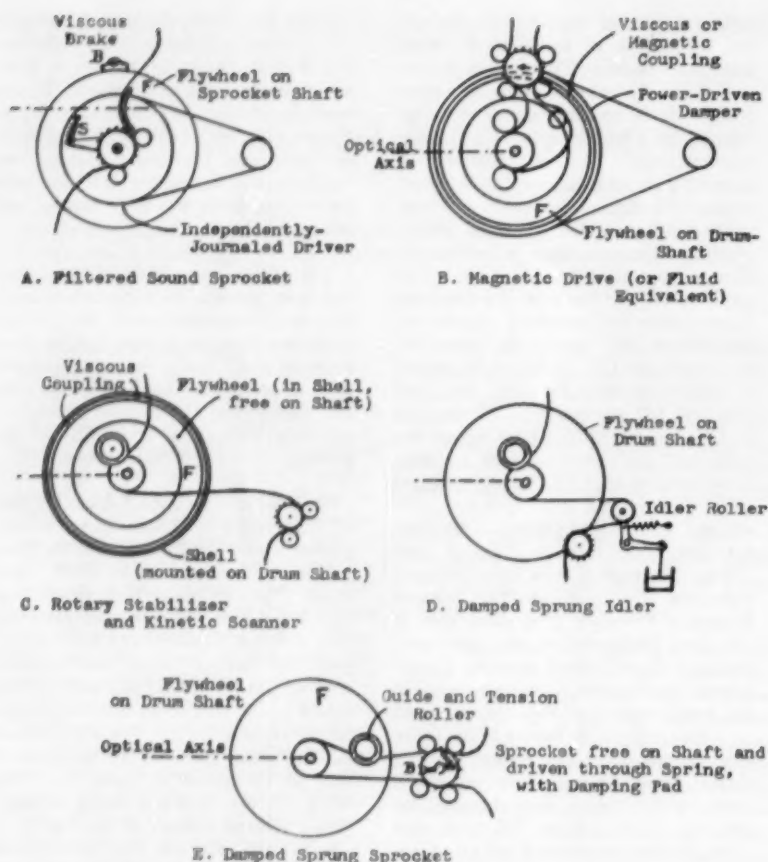 Viscous
Brake
B
Flywheel on
Sprocket Shaft
F
S
Independently-
Journaled Driver
A. Filtered Sound Sprocket
Viscous or
Magnetic
Coupling
Power-Driven
Damper
Optical
Axis
F
Flywheel on Drum-
Shaft
B. Magnetic Drive (or Fluid
Equivalent)
Viscous
Coupling
Flywheel (in Shell,
free on Shaft)
F
Shell
(mounted on Drum Shaft)
C. Rotary Stabilizer
and Kinetic Scanner
Flywheel on
Drum Shaft
Idler Roller
D. Damped Sprung Idler
Flywheel
on Drum Shaft
F
Guide and Tension
Roller
Optical Axis
B
Sprocket free on Shaft and
driven through Spring,
with Damping Pad
E. Damped Sprung Sprocket